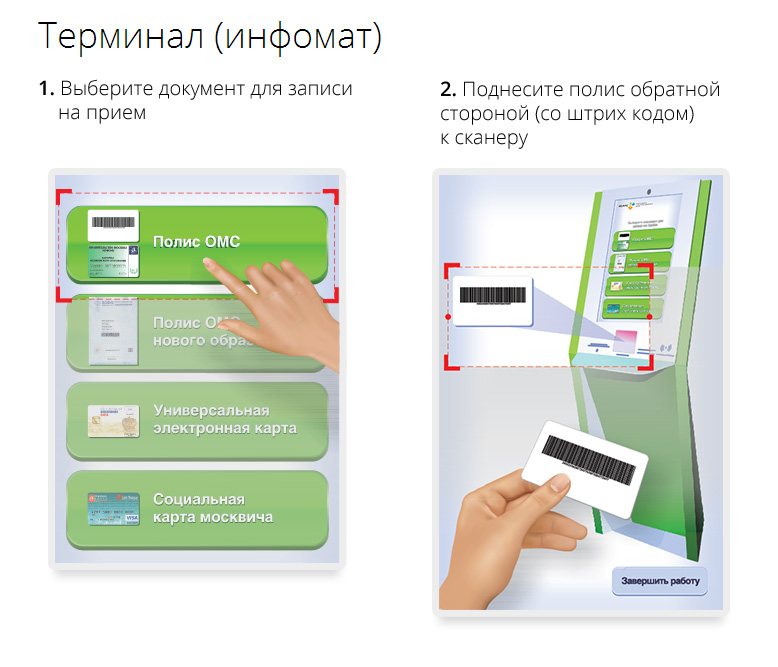 Терминал (инфомат)
1. Выберите документ для записи
на прием
2. Поднесите полис обратной
стороной (со штрих кодом)
к сканеру
Полис ОМС
Полис ОМС
нового образ
Универсальная
электронная карта
Социальная
карта москвича
Завершить работу